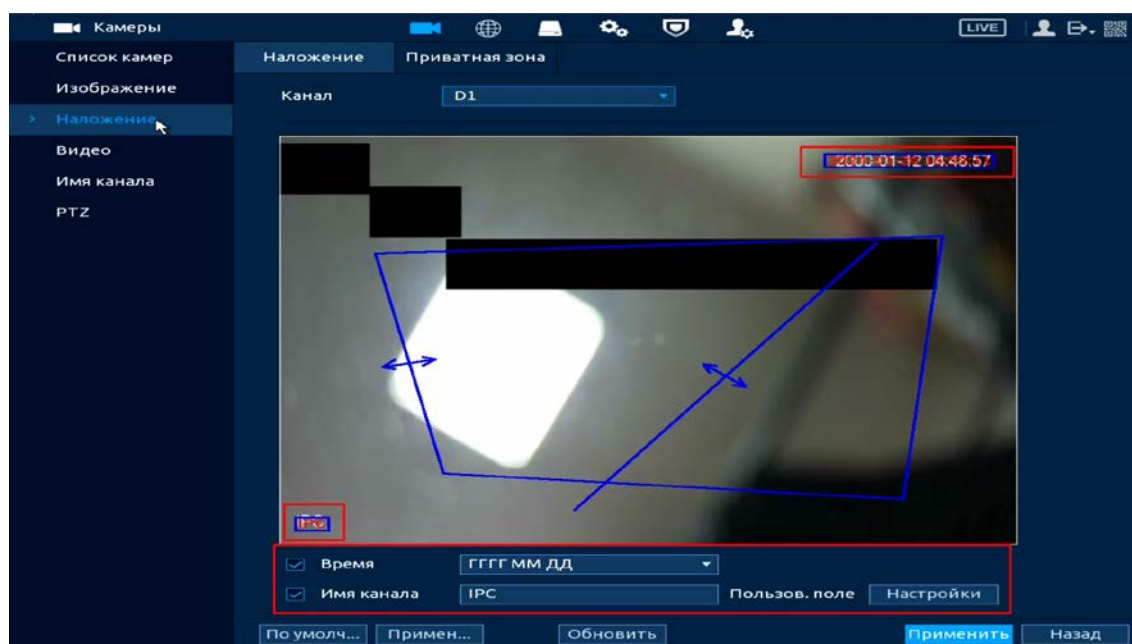 Камеры LIVE
Список камер
Изображение
Наложение
Видео
Имя канала
PTZ
Наложение Приватная зона
Канал D1
2000-01-12 04:48:57
IPC
Время ГГГГ ММ ДД
Имя канала IPC Пользов. поле Настройки
По умолч... Примен... Обновить Применить Назад